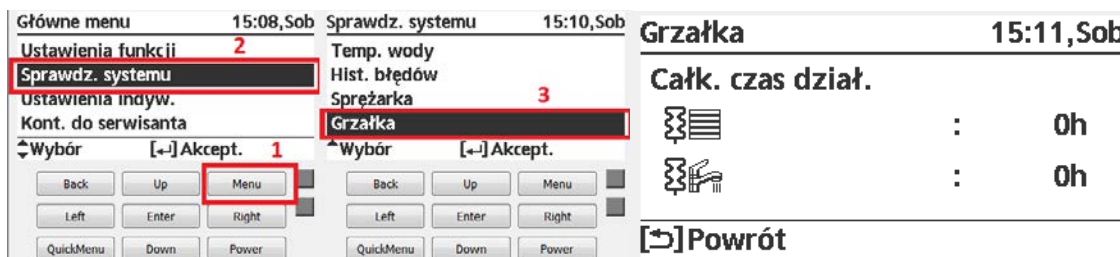 Główne menu 15:08,Sob
Ustawienia funkcji 2
Sprawdz. systemu
Ustawienia indyw.
Kont. do serwisanta
Wybór [↵] Akcept. 1
Back Up Menu
Left Enter Right
QuickMenu Down Power
Sprawdz. systemu 15:10,Sob
Temp. wody
Hist. błędów
Sprężarka 3
Grzałka
Wybór [↵] Akcept.
Back Up Menu
Left Enter Right
QuickMenu Down Power
Grzałka 15:11,Sob
Całk. czas dział.
: 0h
: 0h
[⮌]Powrót